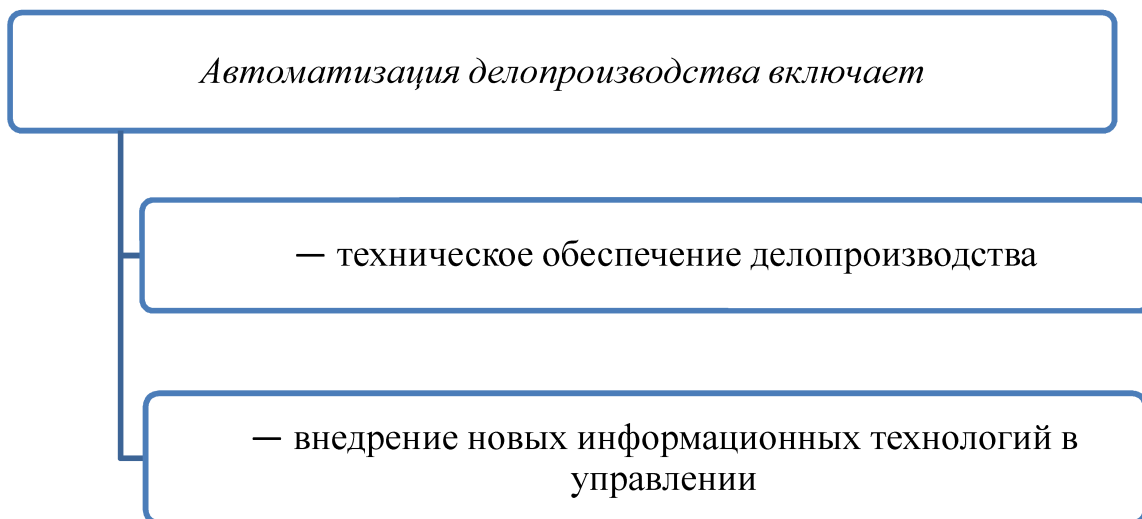 Автоматизация делопроизводства включает
— техническое обеспечение делопроизводства
— внедрение новых информационных технологий в
управлении